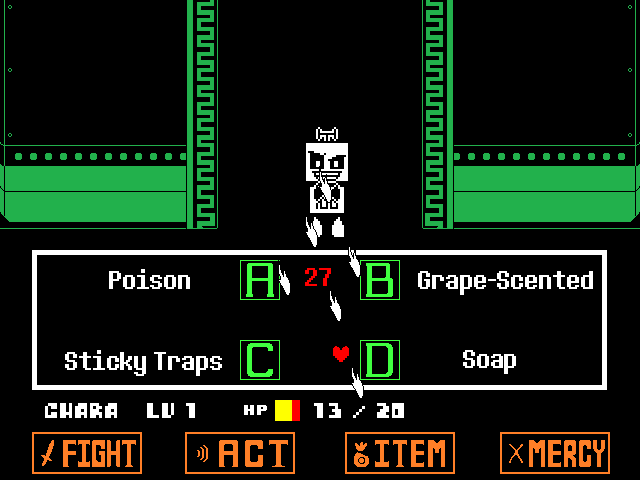 Poison A 27 B Grape-Scented
Sticky Traps C D Soap
CHARA LV 1 HP 13 / 20
FIGHT ACT ITEM MERCY